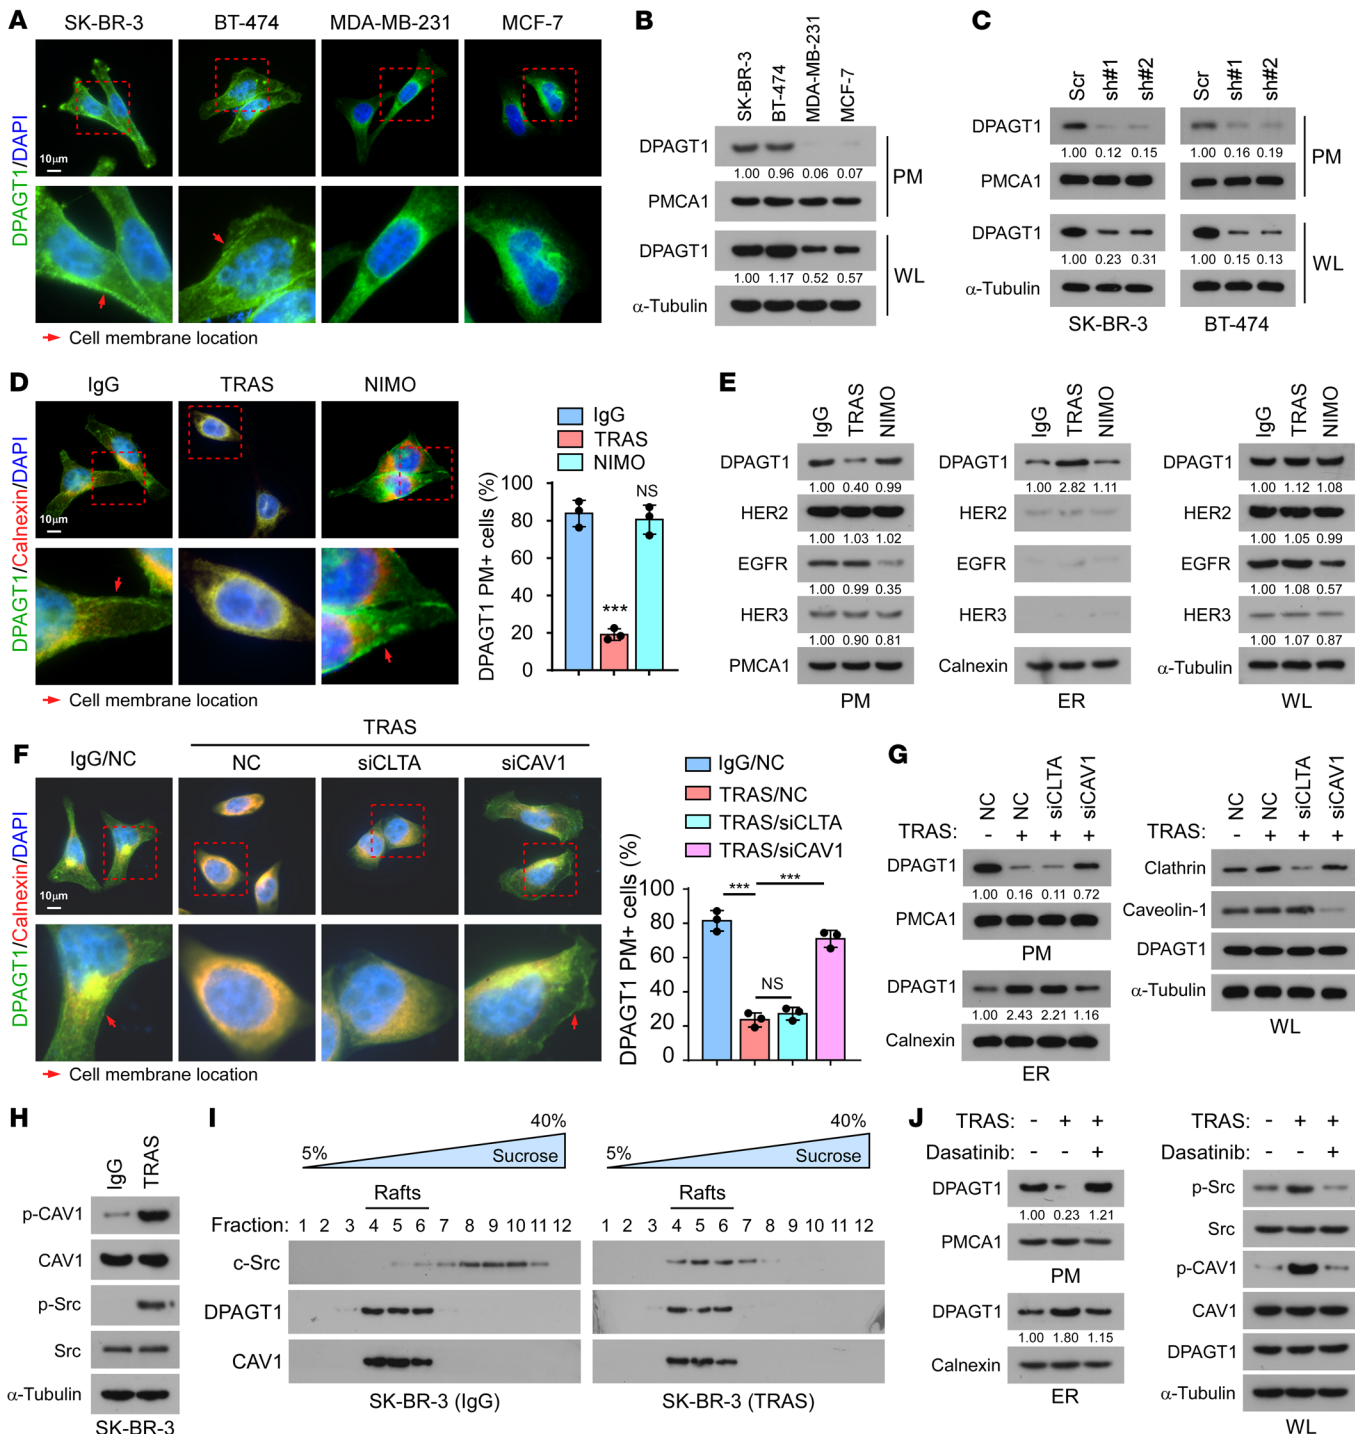 A
SK-BR-3 BT-474 MDA-MB-231 MCF-7
DPAGT1/DAPI
10μm
Cell membrane location
B
SK-BR-3 BT-474 MDA-MB-231 MCF-7
DPAGT1
1.00 0.96 0.06 0.07
PMCA1
PM
DPAGT1
1.00 1.17 0.52 0.57
α-Tubulin
WL
C
Scr sh#1 sh#2 Scr sh#1 sh#2
DPAGT1
1.00 0.12 0.15 1.00 0.16 0.19
PMCA1
PM
DPAGT1
1.00 0.23 0.31 1.00 0.15 0.13
α-Tubulin
WL
SK-BR-3 BT-474
D
IgG TRAS NIMO
DPAGT1/Calnexin/DAPI
10μm
Cell membrane location
IgG
TRAS
NIMO
DPAGT1 PM+ cells (%)
100
80
60
40
20
0
***
NS
E
IgG TRAS NIMO
DPAGT1
1.00 0.40 0.99
HER2
1.00 1.03 1.02
EGFR
1.00 0.99 0.35
HER3
1.00 0.90 0.81
PMCA1
PM
IgG TRAS NIMO
DPAGT1
1.00 2.82 1.11
HER2
EGFR
HER3
Calnexin
ER
IgG TRAS NIMO
DPAGT1
1.00 1.12 1.08
HER2
1.00 1.05 0.99
EGFR
1.00 1.08 0.57
HER3
1.00 1.07 0.87
α-Tubulin
WL
F
TRAS
IgG/NC NC siCLTA siCAV1
DPAGT1/Calnexin/DAPI
10μm
Cell membrane location
IgG/NC
TRAS/NC
TRAS/siCLTA
TRAS/siCAV1
DPAGT1 PM+ cells (%)
100
80
60
40
20
0
*** ***
NS
G
NC NC siCLTA siCAV1
TRAS: - + + +
DPAGT1
1.00 0.16 0.11 0.72
PMCA1
PM
DPAGT1
1.00 2.43 2.21 1.16
Calnexin
ER
NC NC siCLTA siCAV1
TRAS: - + + +
Clathrin
Caveolin-1
DPAGT1
α-Tubulin
WL
H
IgG TRAS
p-CAV1
CAV1
p-Src
Src
α-Tubulin
SK-BR-3
I
5% 40%
Sucrose
5% 40%
Sucrose
Rafts Rafts
Fraction: 1 2 3 4 5 6 7 8 9 10 11 12 1 2 3 4 5 6 7 8 9 10 11 12
c-Src
DPAGT1
CAV1
SK-BR-3 (IgG) SK-BR-3 (TRAS)
J
TRAS: - + +
Dasatinib: - - +
DPAGT1
1.00 0.23 1.21
PMCA1
PM
DPAGT1
1.00 1.80 1.15
Calnexin
ER
TRAS: - + +
Dasatinib: - - +
p-Src
Src
p-CAV1
CAV1
DPAGT1
α-Tubulin
WL